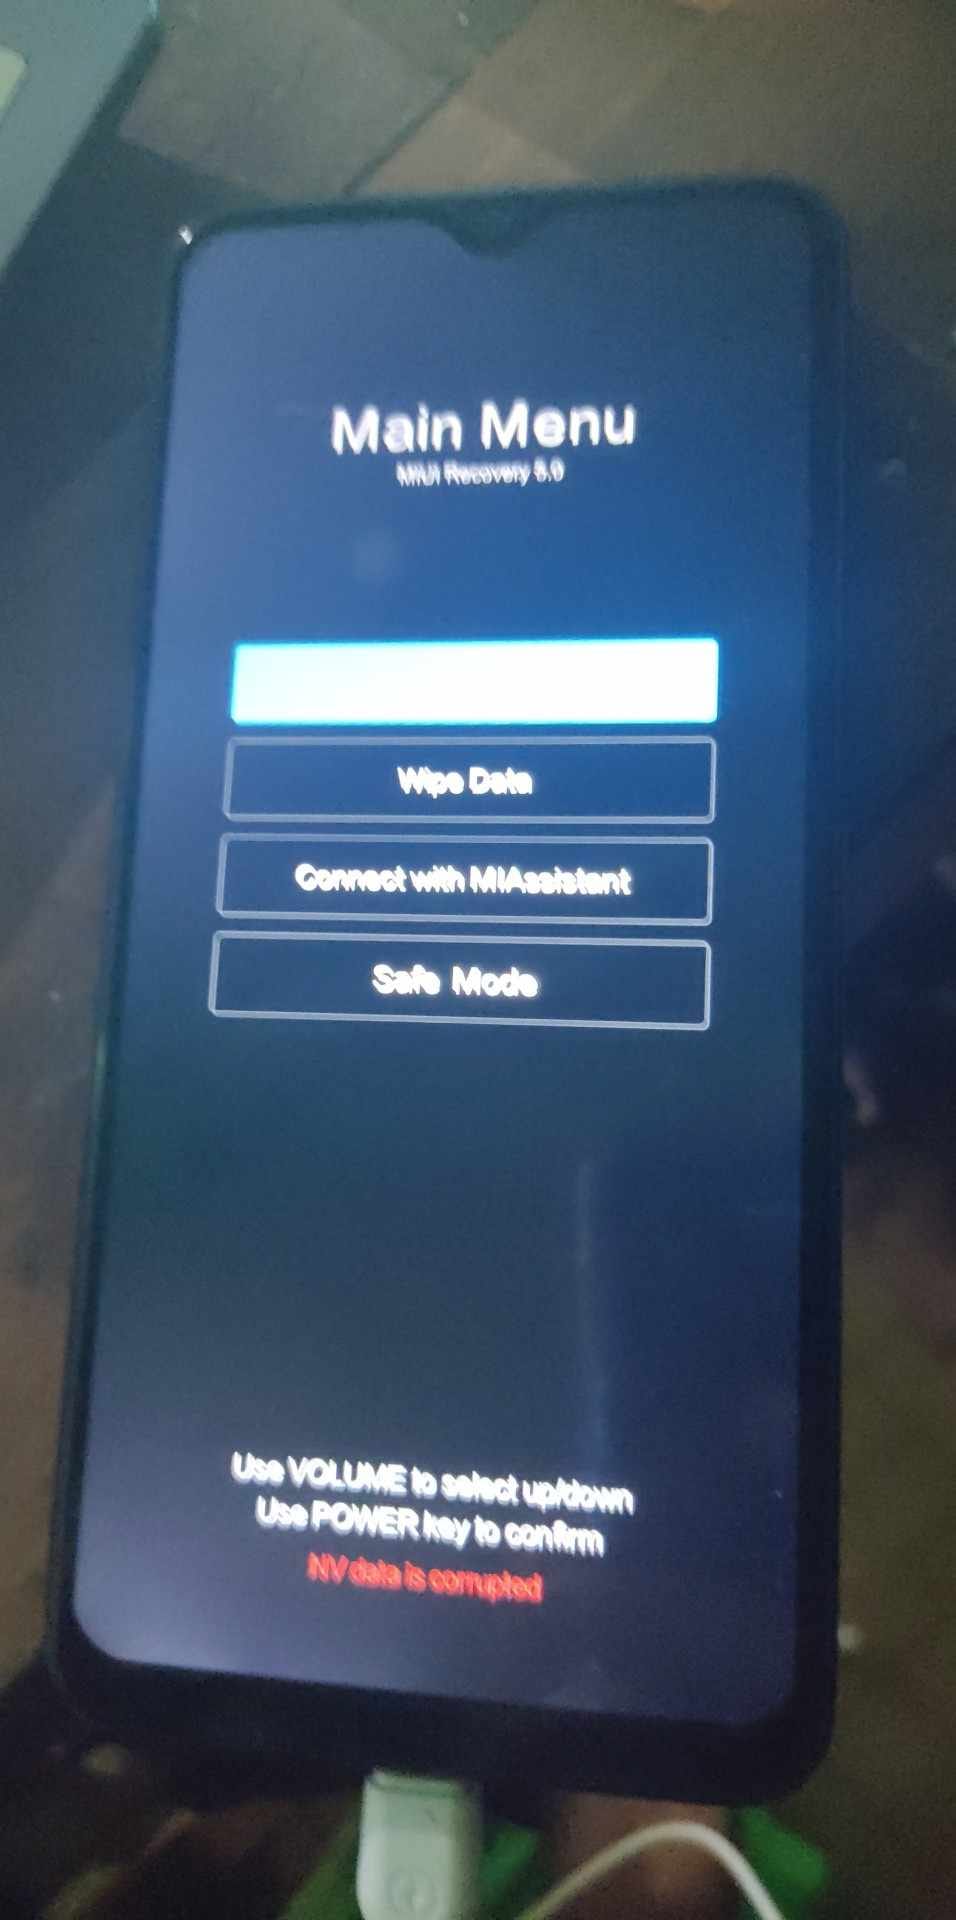 Main Menu
MIUI Recovery 5.0
Wipe Data
Connect with MIAssistant
Safe Mode
Use VOLUME to select up/down
Use POWER key to confirm
NV data is corrupted